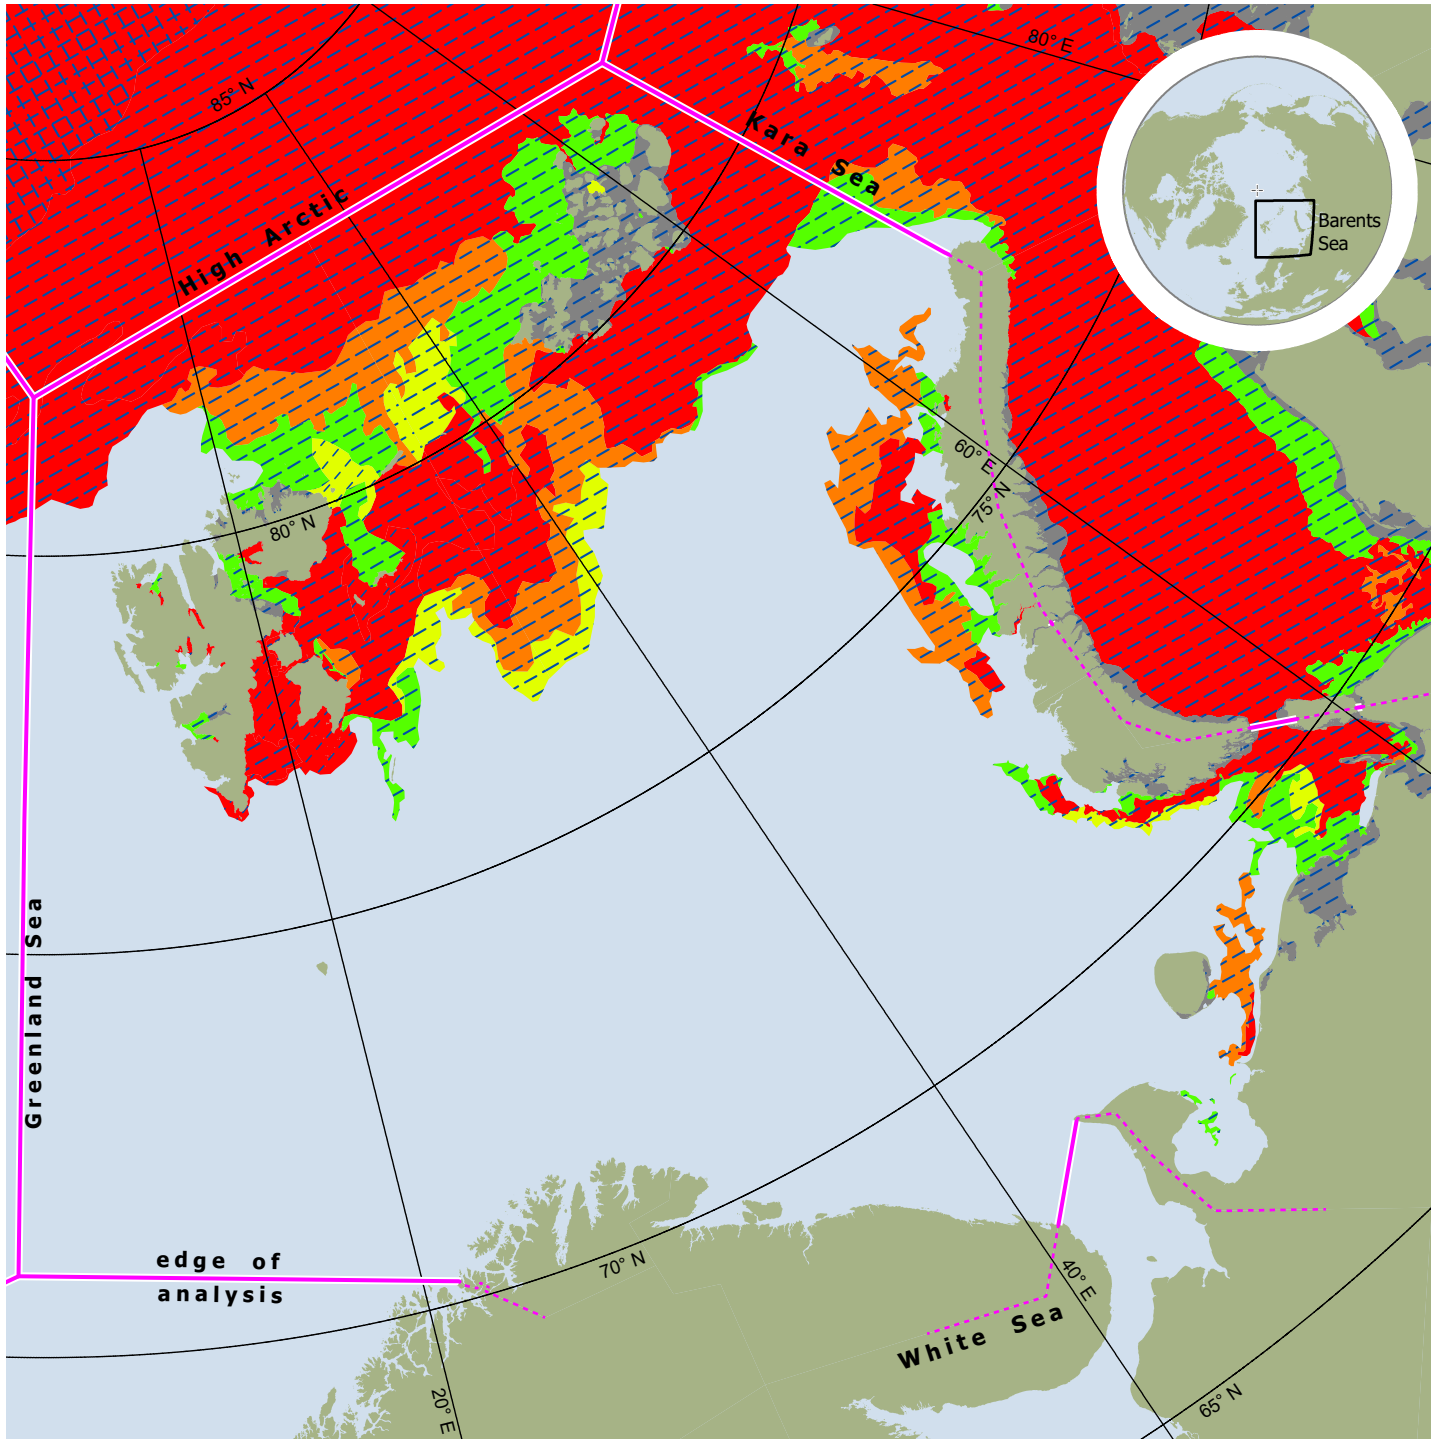 80° E
85° N
Kara Sea
High Arctic
Barents
Sea
60° E
75° N
80° N
Greenland Sea
edge of
analysis
70° N
40° E
White Sea
20° E
65° N